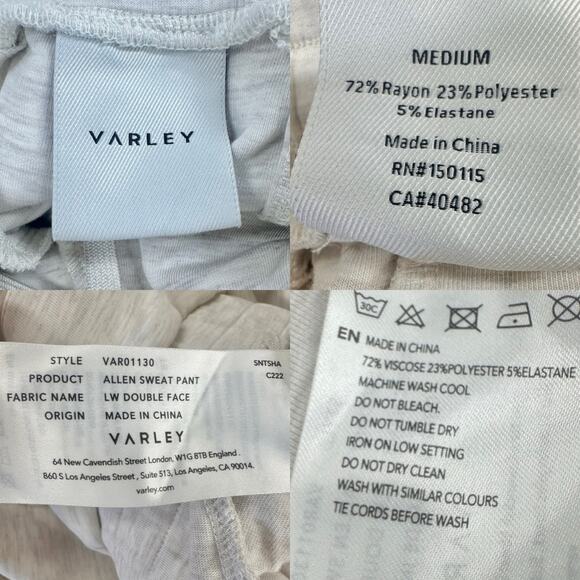 VARLEY
MEDIUM
72% Rayon 23% Polyester
5% Elastane
Made in China
RN#150115
CA#40482
STYLE VAR01130
PRODUCT ALLEN SWEAT PANT
FABRIC NAME LW DOUBLE FACE
ORIGIN MADE IN CHINA
SNTSHA
C222
VARLEY
64 New Cavendish Street London. W1G 8TB England.
860 S Los Angeles Street, Suite 513, Los Angeles, CA 90014.
varley.com
30C
EN MADE IN CHINA
72% VISCOSE 23%POLYESTER 5%ELASTANE
MACHINE WASH COOL
DO NOT BLEACH.
DO NOT TUMBLE DRY
IRON ON LOW SETTING
DO NOT DRY CLEAN
WASH WITH SIMILAR COLOURS
TIE CORDS BEFORE WASH